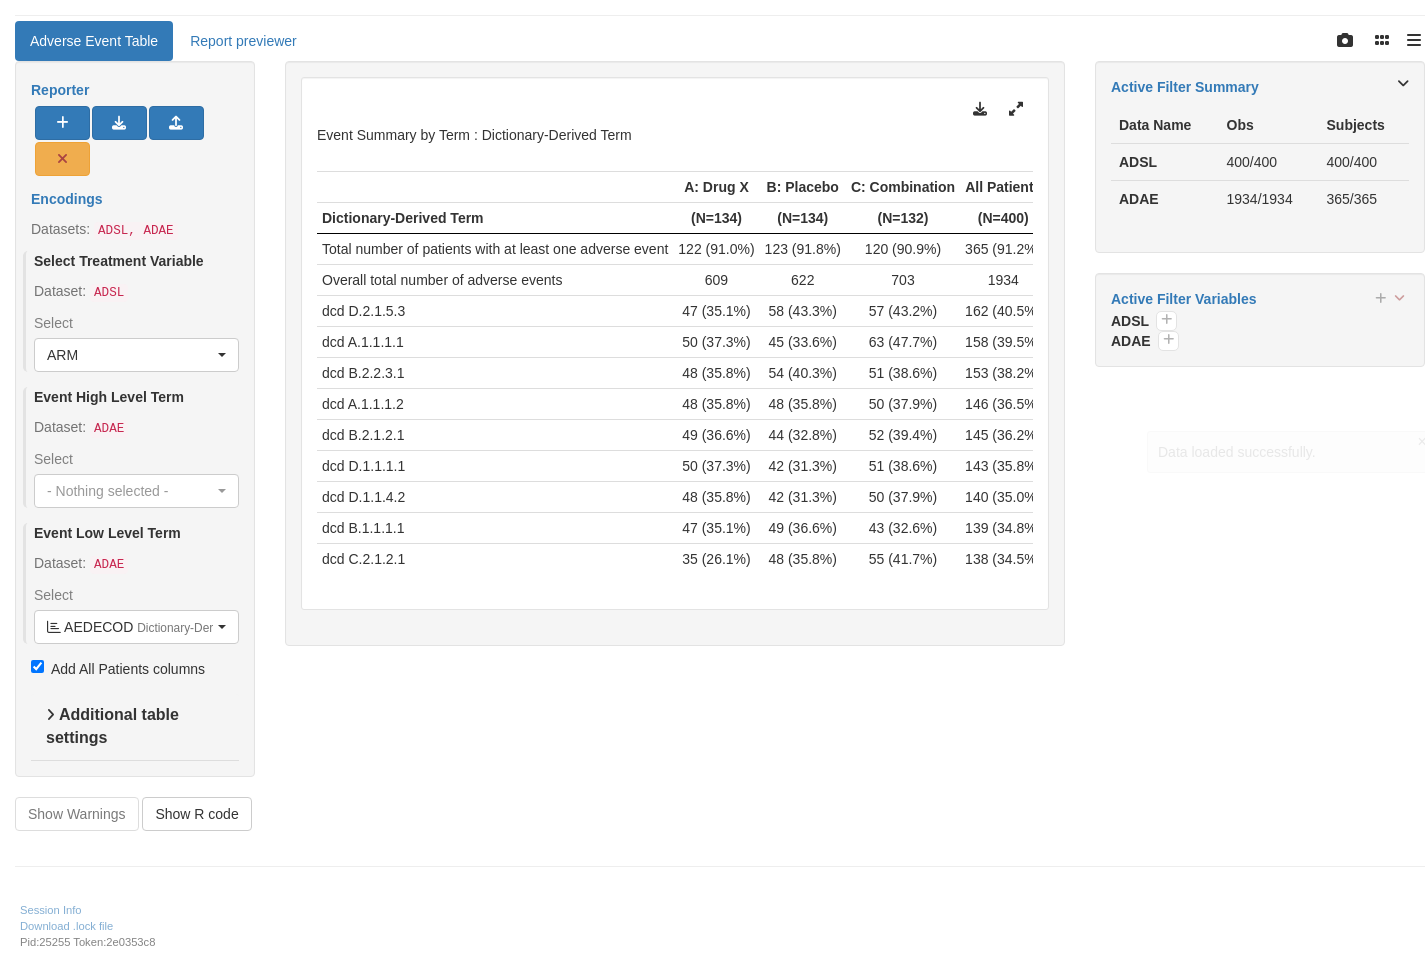 Adverse Event Table
Report previewer
Reporter
Encodings
Datasets: ADSL, ADAE
Select Treatment Variable
Dataset: ADSL
Select
ARM
Event High Level Term
Dataset: ADAE
Select
- Nothing selected -
Event Low Level Term
Dataset: ADAE
Select
AEDECOD Dictionary-Der
Add All Patients columns
Additional table
settings
Show Warnings
Show R code
Event Summary by Term : Dictionary-Derived Term
A: Drug X B: Placebo C: Combination All Patient
Dictionary-Derived Term (N=134) (N=134) (N=132) (N=400)
Total number of patients with at least one adverse event 122 (91.0%) 123 (91.8%) 120 (90.9%) 365 (91.2%
Overall total number of adverse events 609 622 703 1934
dcd D.2.1.5.3 47 (35.1%) 58 (43.3%) 57 (43.2%) 162 (40.5%
dcd A.1.1.1.1 50 (37.3%) 45 (33.6%) 63 (47.7%) 158 (39.5%
dcd B.2.2.3.1 48 (35.8%) 54 (40.3%) 51 (38.6%) 153 (38.2%
dcd A.1.1.1.2 48 (35.8%) 48 (35.8%) 50 (37.9%) 146 (36.5%
dcd B.2.1.2.1 49 (36.6%) 44 (32.8%) 52 (39.4%) 145 (36.2%
dcd D.1.1.1.1 50 (37.3%) 42 (31.3%) 51 (38.6%) 143 (35.8%
dcd D.1.1.4.2 48 (35.8%) 42 (31.3%) 50 (37.9%) 140 (35.0%
dcd B.1.1.1.1 47 (35.1%) 49 (36.6%) 43 (32.6%) 139 (34.8%
dcd C.2.1.2.1 35 (26.1%) 48 (35.8%) 55 (41.7%) 138 (34.5%
Active Filter Summary
Data Name Obs Subjects
ADSL 400/400 400/400
ADAE 1934/1934 365/365
Active Filter Variables
ADSL
ADAE
Data loaded successfully.
Session Info
Download .lock file
Pid:25255 Token:2e0353c8